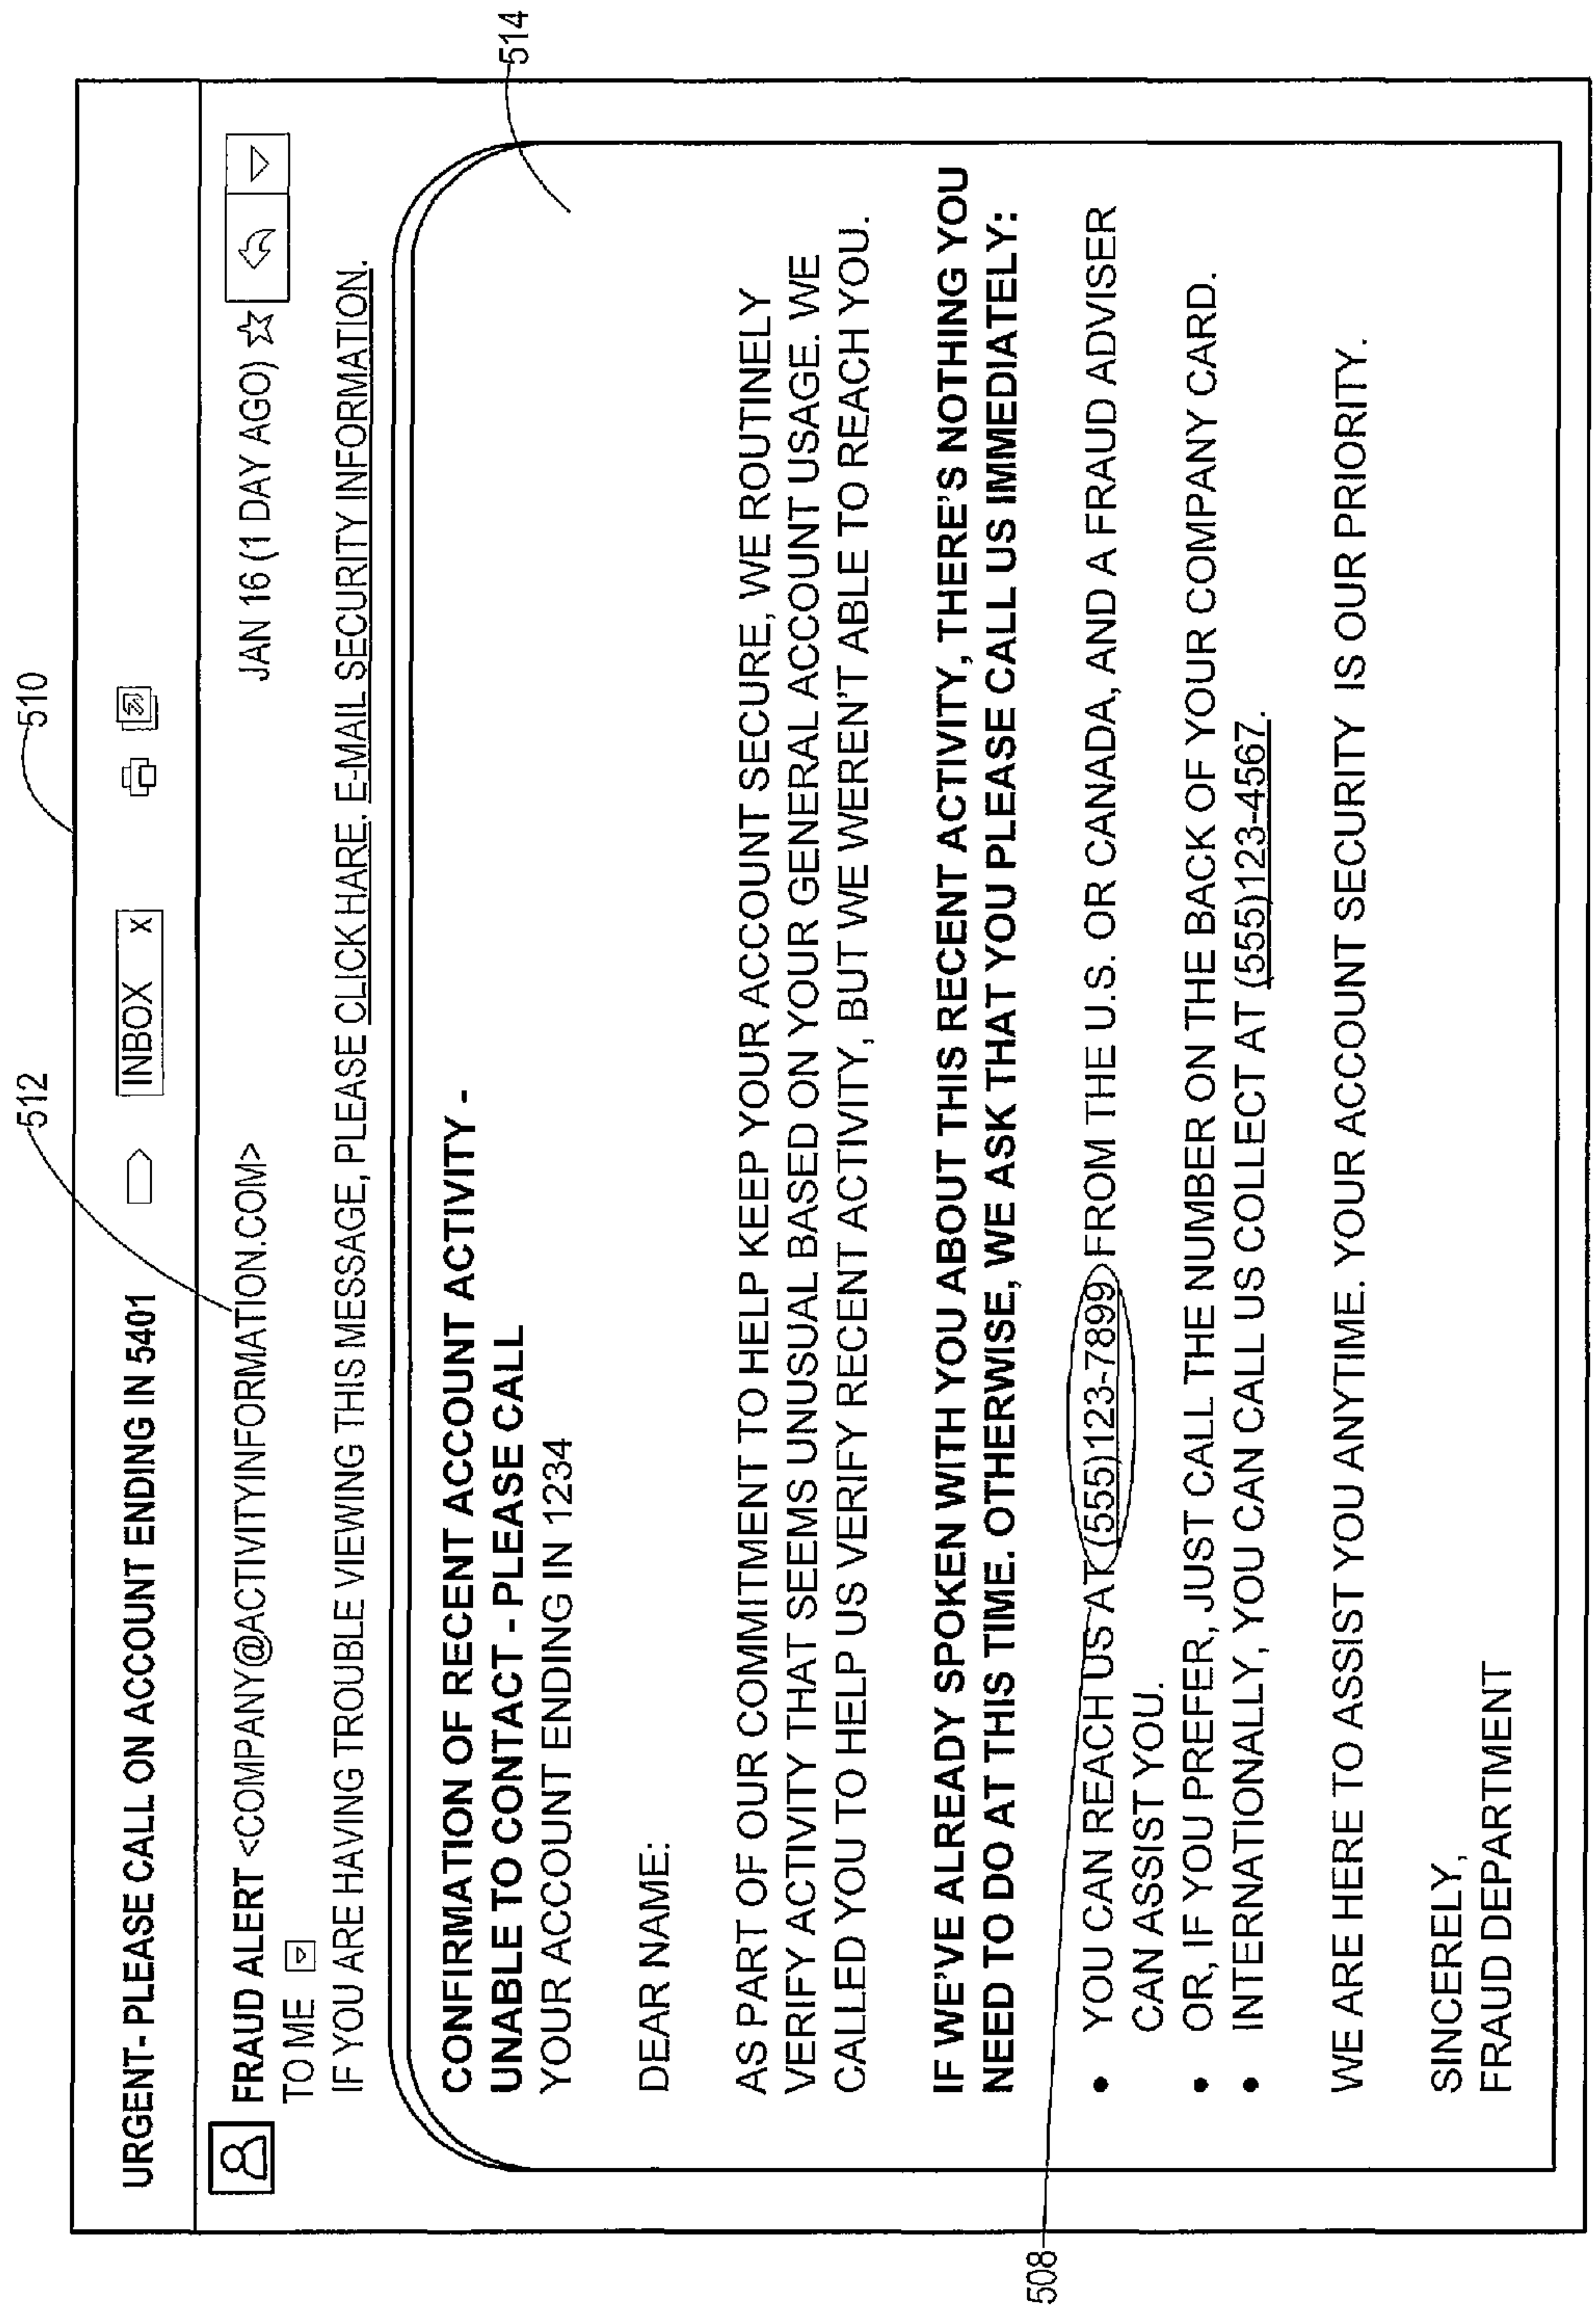 510
512
514
508
URGENT- PLEASE CALL ON ACCOUNT ENDING IN 5401 INBOX x
FRAUD ALERT <COMPANY@ACTIVITYINFORMATION.COM> JAN 16 (1 DAY AGO)
TO ME
IF YOU ARE HAVING TROUBLE VIEWING THIS MESSAGE, PLEASE CLICK HARE. E-MAIL SECURITY INFORMATION.
CONFIRMATION OF RECENT ACCOUNT ACTIVITY -
UNABLE TO CONTACT - PLEASE CALL
YOUR ACCOUNT ENDING IN 1234
DEAR NAME:
AS PART OF OUR COMMITMENT TO HELP KEEP YOUR ACCOUNT SECURE, WE ROUTINELY
VERIFY ACTIVITY THAT SEEMS UNUSUAL BASED ON YOUR GENERAL ACCOUNT USAGE. WE
CALLED YOU TO HELP US VERIFY RECENT ACTIVITY, BUT WE WEREN'T ABLE TO REACH YOU.
IF WE'VE ALREADY SPOKEN WITH YOU ABOUT THIS RECENT ACTIVITY, THERE'S NOTHING YOU
NEED TO DO AT THIS TIME. OTHERWISE, WE ASK THAT YOU PLEASE CALL US IMMEDIATELY:
• YOU CAN REACH US AT (555)123-7899 FROM THE U.S. OR CANADA, AND A FRAUD ADVISER
CAN ASSIST YOU.
• OR, IF YOU PREFER, JUST CALL THE NUMBER ON THE BACK OF YOUR COMPANY CARD.
• INTERNATIONALLY, YOU CAN CALL US COLLECT AT (555)123-4567.
WE ARE HERE TO ASSIST YOU ANYTIME. YOUR ACCOUNT SECURITY IS OUR PRIORITY.
SINCERELY,
FRAUD DEPARTMENT